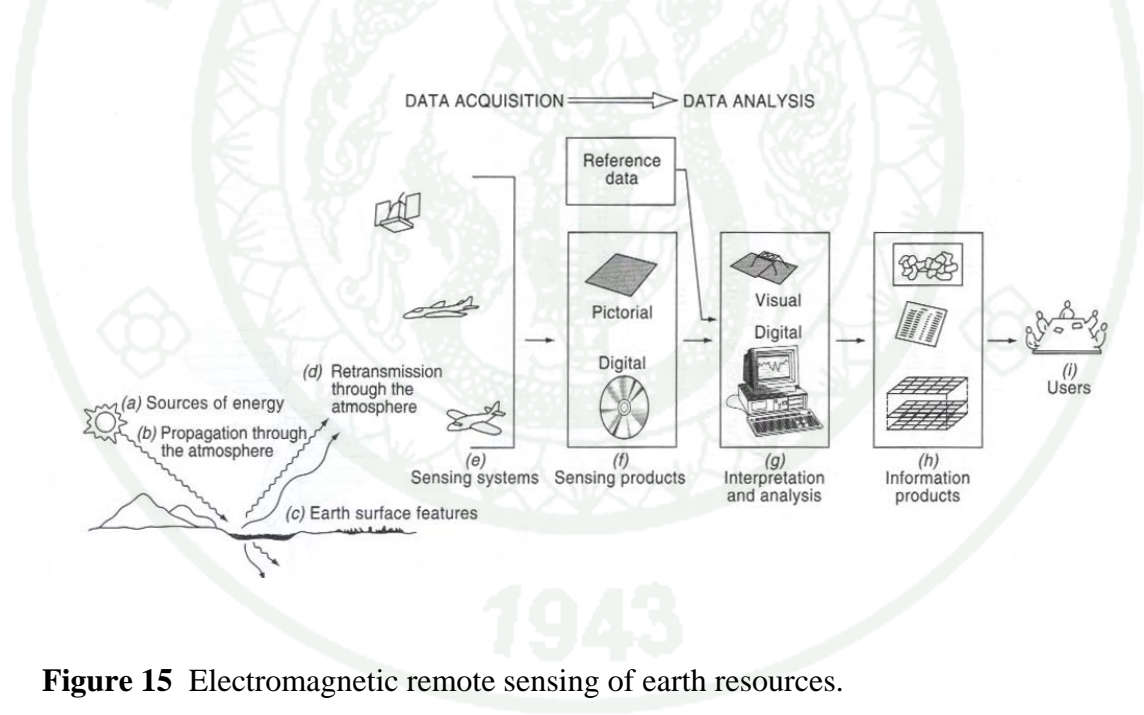 DATA ACQUISITION DATA ANALYSIS
Reference
data
Pictorial
Digital
Visual
Digital
(a) Sources of energy
(b) Propagation through
the atmosphere
(c) Earth surface features
(d) Retransmission
through the
atmosphere
(e)
Sensing systems
(f)
Sensing products
(g)
Interpretation
and analysis
(h)
Information
products
(i)
Users
1943
Figure 15 Electromagnetic remote sensing of earth resources.